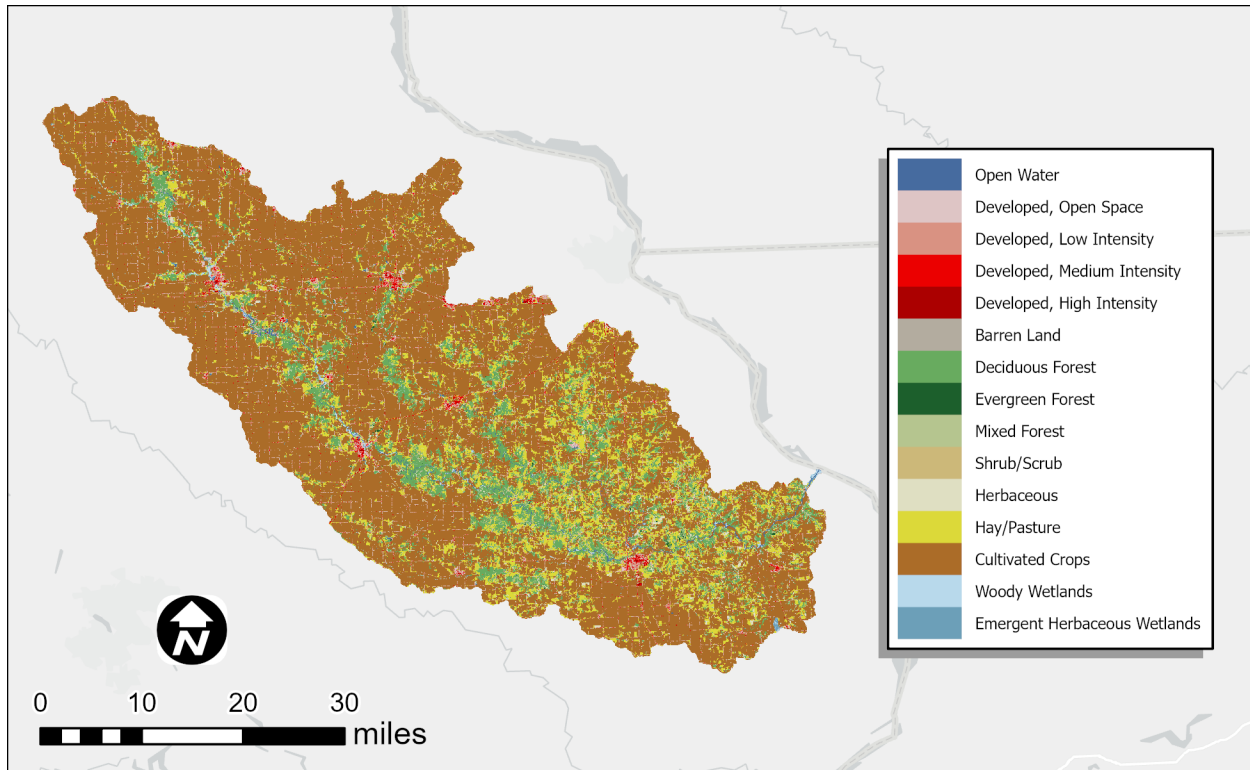 Open Water
Developed, Open Space
Developed, Low Intensity
Developed, Medium Intensity
Developed, High Intensity
Barren Land
Deciduous Forest
Evergreen Forest
Mixed Forest
Shrub/Scrub
Herbaceous
Hay/Pasture
Cultivated Crops
Woody Wetlands
Emergent Herbaceous Wetlands
N
0 10 20 30
miles